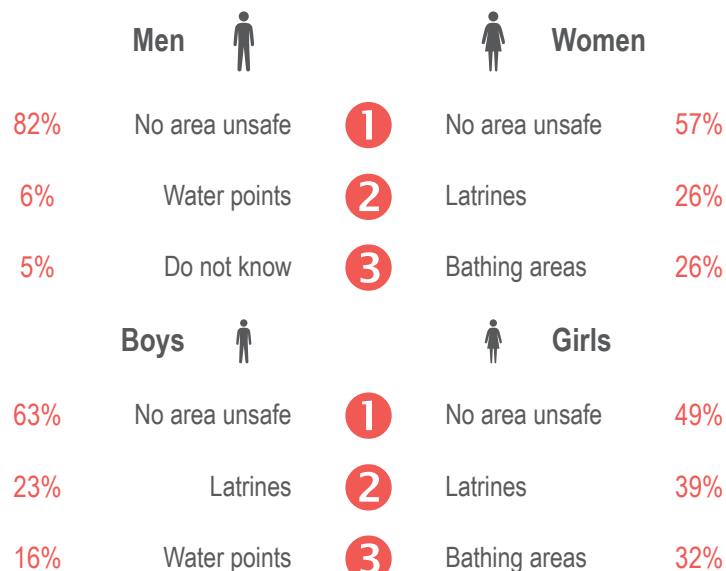 Men Women
82% No area unsafe 1 No area unsafe 57%
6% Water points 2 Latrines 26%
5% Do not know 3 Bathing areas 26%
Boys Girls
63% No area unsafe 1 No area unsafe 49%
23% Latrines 2 Latrines 39%
16% Water points 3 Bathing areas 32%